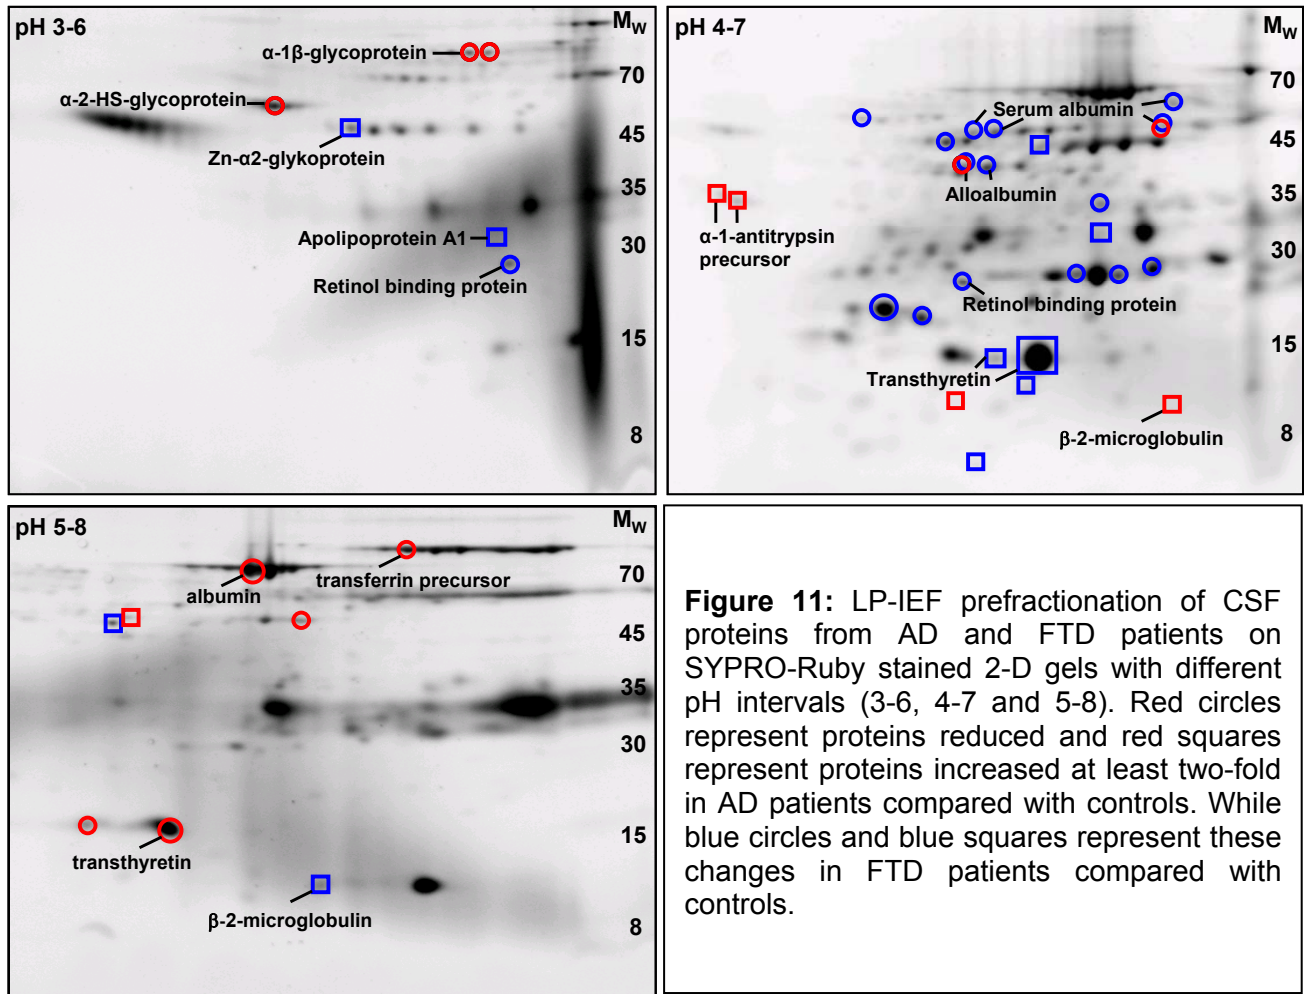 pH 3-6
M_W
α-1β-glycoprotein
70
α-2-HS-glycoprotein
45
Zn-α2-glykoprotein
35
Apolipoprotein A1
30
Retinol binding protein
15
8
pH 4-7
M_W
70
Serum albumin
45
Alloalbumin
35
α-1-antitrypsin
precursor
30
Retinol binding protein
15
Transthyretin
β-2-microglobulin
8
pH 5-8
M_W
70
transferrin precursor
albumin
45
35
30
15
transthyretin
β-2-microglobulin
8
Figure 11: LP-IEF prefractionation of CSF
proteins from AD and FTD patients on
SYPRO-Ruby stained 2-D gels with different
pH intervals (3-6, 4-7 and 5-8). Red circles
represent proteins reduced and red squares
represent proteins increased at least two-fold
in AD patients compared with controls. While
blue circles and blue squares represent these
changes in FTD patients compared with
controls.